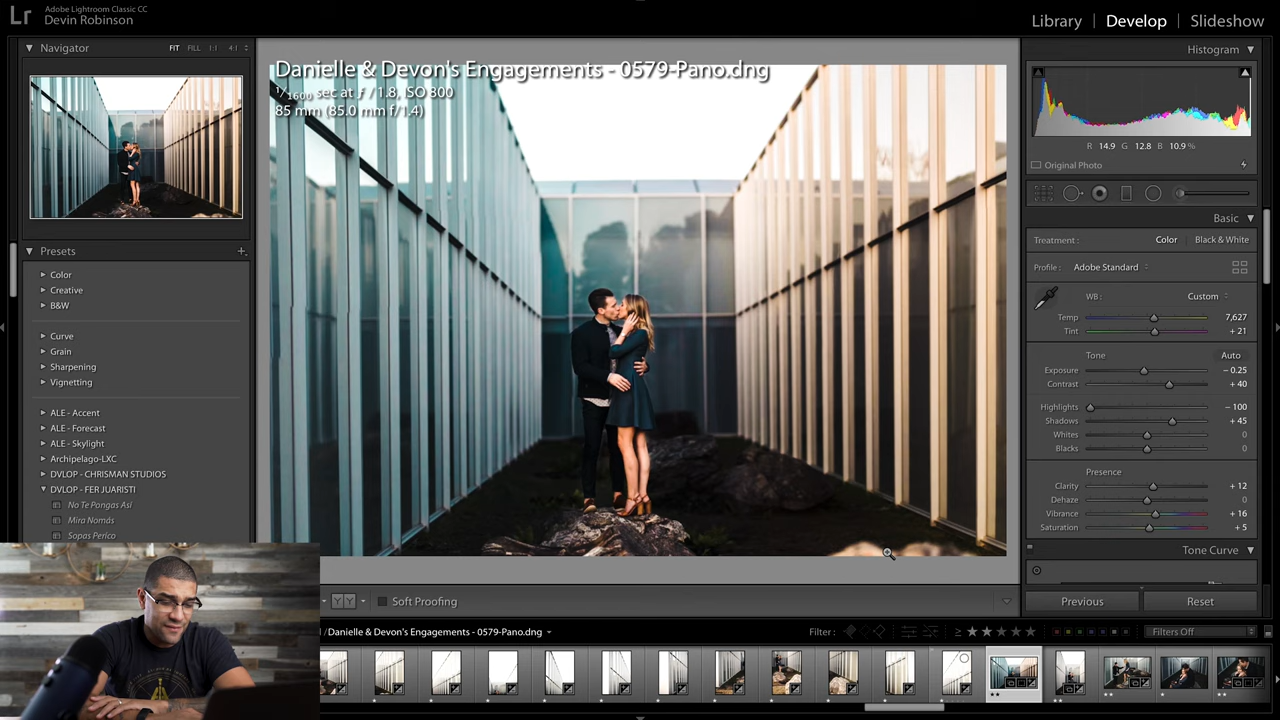 Lr
Adobe Lightroom Classic CC
Devin Robinson
Library | Develop | Slideshow
Navigator
FIT FILL 1:1 4:1
Presets
Color
Creative
B&W
Curve
Grain
Sharpening
Vignetting
ALE - Accent
ALE - Forecast
ALE - Skylight
Archipelago-LXC
DVLOP - CHRISMAN STUDIOS
DVLOP - FER JUARISTI
No Te Pongas Así
Mira Nomás
Sopas Perico
Danielle & Devon's Engagements - 0579-Pano.dng
1/1600 sec at ƒ / 1.8, ISO 800
85 mm (85.0 mm f/1.4)
Y Y
Soft Proofing
Histogram
R 14.9 G 12.8 B 10.9 %
Original Photo
Basic
Treatment : Color | Black & White
Profile : Adobe Standard
WB : Custom
Temp 7,627
Tint + 21
Tone Auto
Exposure − 0.25
Contrast + 40
Highlights − 100
Shadows + 45
Whites 0
Blacks 0
Presence
Clarity + 12
Dehaze 0
Vibrance + 16
Saturation + 5
Tone Curve
Previous
Reset
/ Danielle & Devon's Engagements - 0579-Pano.dng
Filter :
≥ ★ ★ ★ ★ ★
Filters Off